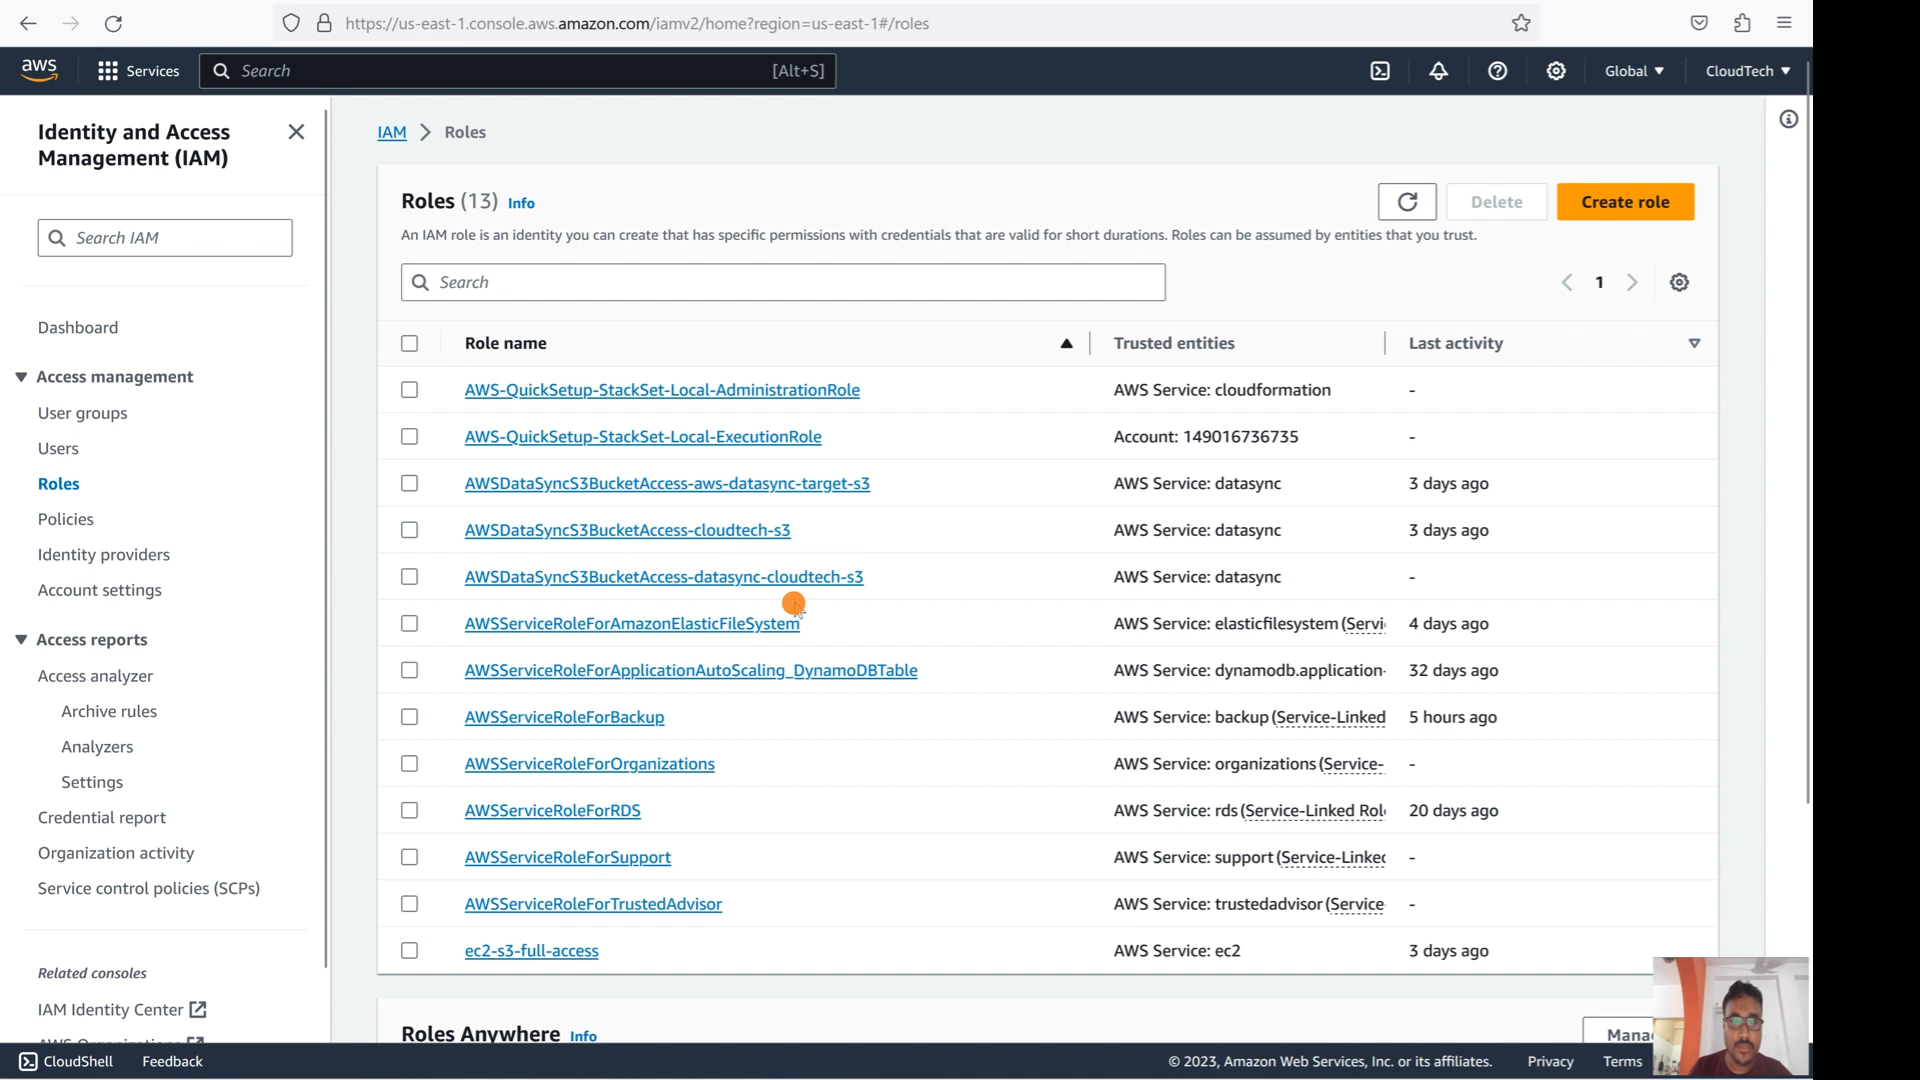 https://us-east-1.console.aws.amazon.com/iamv2/home?region=us-east-1#/roles
aws
Services
Search
[Alt+S]
Global
CloudTech
Identity and Access
Management (IAM)
Search IAM
Dashboard
Access management
User groups
Users
Roles
Policies
Identity providers
Account settings
Access reports
Access analyzer
Archive rules
Analyzers
Settings
Credential report
Organization activity
Service control policies (SCPs)
Related consoles
IAM Identity Center
AWS Organizations
IAM > Roles
Roles (13) Info
Delete
Create role
An IAM role is an identity you can create that has specific permissions with credentials that are valid for short durations. Roles can be assumed by entities that you trust.
Search
1
Role name Trusted entities Last activity
AWS-QuickSetup-StackSet-Local-AdministrationRole AWS Service: cloudformation -
AWS-QuickSetup-StackSet-Local-ExecutionRole Account: 149016736735 -
AWSDataSyncS3BucketAccess-aws-datasync-target-s3 AWS Service: datasync 3 days ago
AWSDataSyncS3BucketAccess-cloudtech-s3 AWS Service: datasync 3 days ago
AWSDataSyncS3BucketAccess-datasync-cloudtech-s3 AWS Service: datasync -
AWSServiceRoleForAmazonElasticFileSystem AWS Service: elasticfilesystem (Servi 4 days ago
AWSServiceRoleForApplicationAutoScaling_DynamoDBTable AWS Service: dynamodb.application- 32 days ago
AWSServiceRoleForBackup AWS Service: backup (Service-Linked 5 hours ago
AWSServiceRoleForOrganizations AWS Service: organizations (Service- -
AWSServiceRoleForRDS AWS Service: rds (Service-Linked Rol 20 days ago
AWSServiceRoleForSupport AWS Service: support (Service-Linked -
AWSServiceRoleForTrustedAdvisor AWS Service: trustedadvisor (Service -
ec2-s3-full-access AWS Service: ec2 3 days ago
Roles Anywhere Info
Mana
CloudShell
Feedback
© 2023, Amazon Web Services, Inc. or its affiliates.
Privacy
Terms